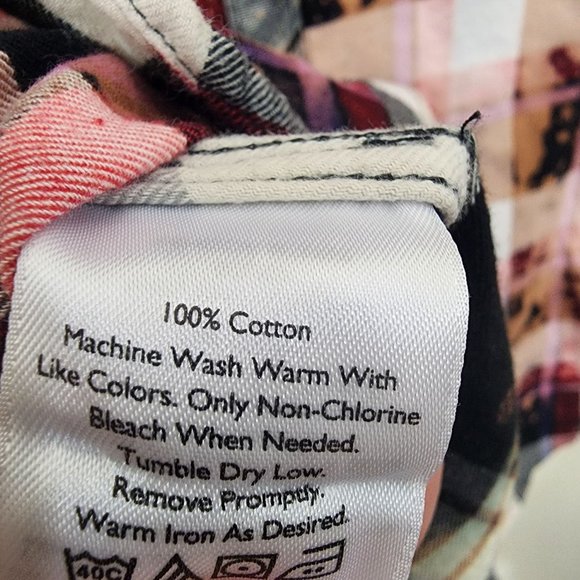 100% Cotton
Machine Wash Warm With
Like Colors. Only Non-Chlorine
Bleach When Needed.
Tumble Dry Low.
Remove Promptly.
Warm Iron As Desired.
40C